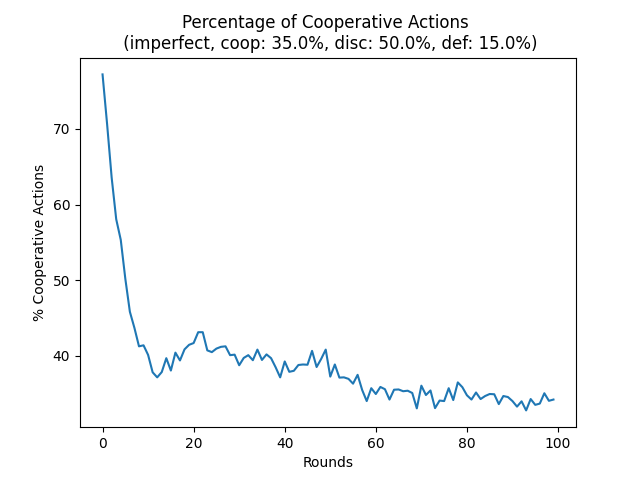 Percentage of Cooperative Actions
(imperfect, coop: 35.0%, disc: 50.0%, def: 15.0%)
% Cooperative Actions
70
60
50
40
0 20 40 60 80 100
Rounds